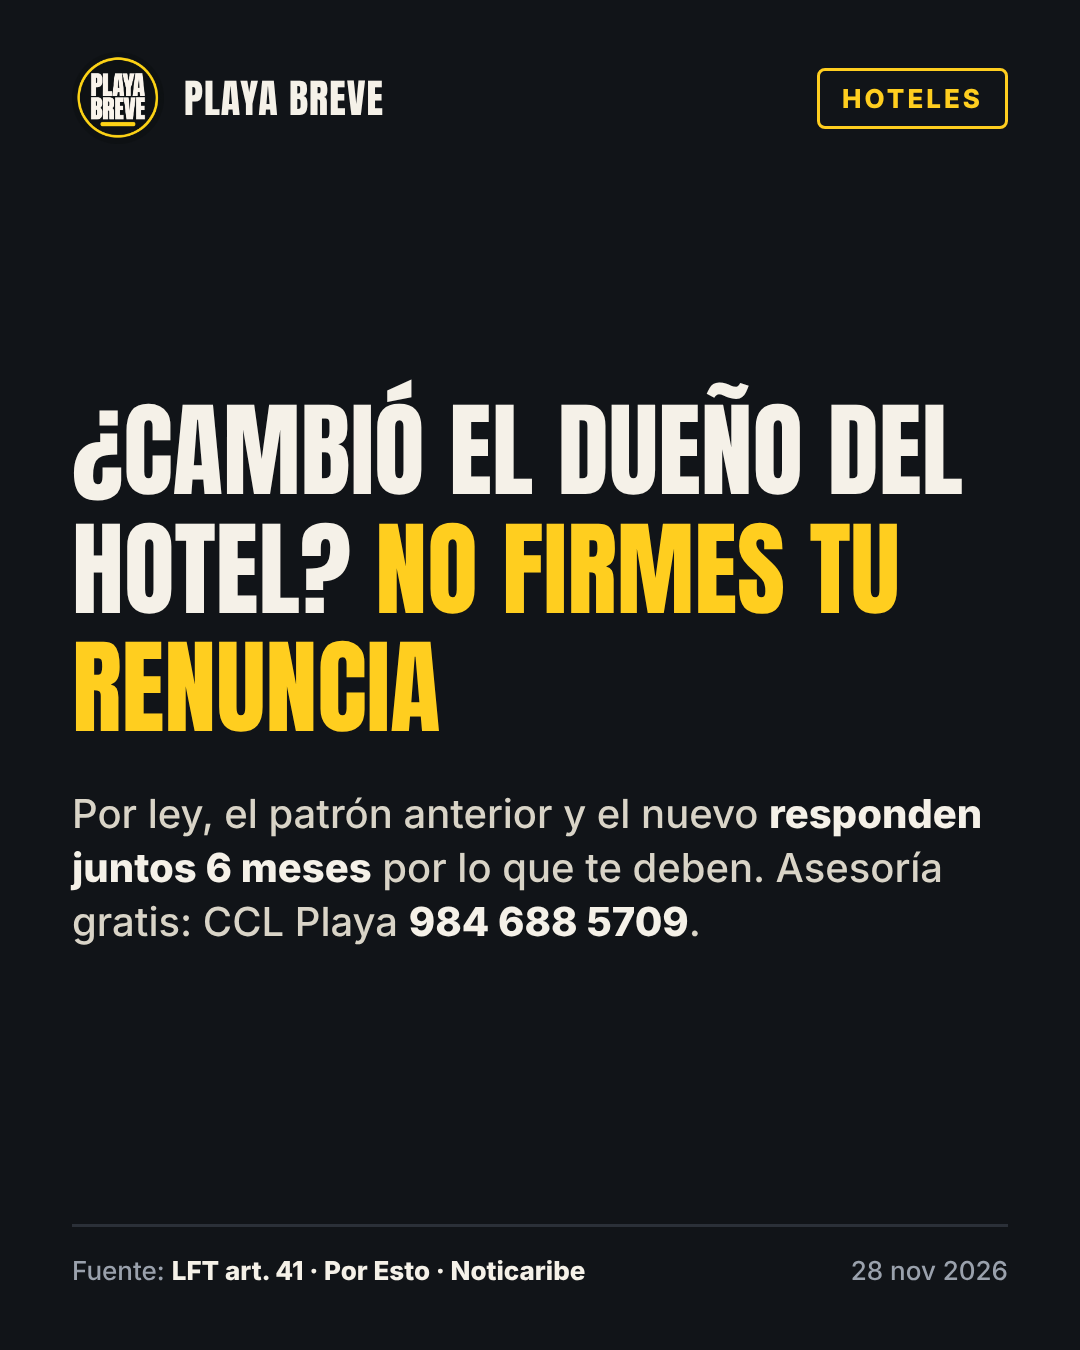 PLAYA
BREVE
PLAYA BREVE
HOTELES
¿CAMBIÓ EL DUEÑO DEL
HOTEL? NO FIRMES TU
RENUNCIA
Por ley, el patrón anterior y el nuevo responden
juntos 6 meses por lo que te deben. Asesoría
gratis: CCL Playa 984 688 5709.
Fuente: LFT art. 41 · Por Esto · Noticaribe
28 nov 2026